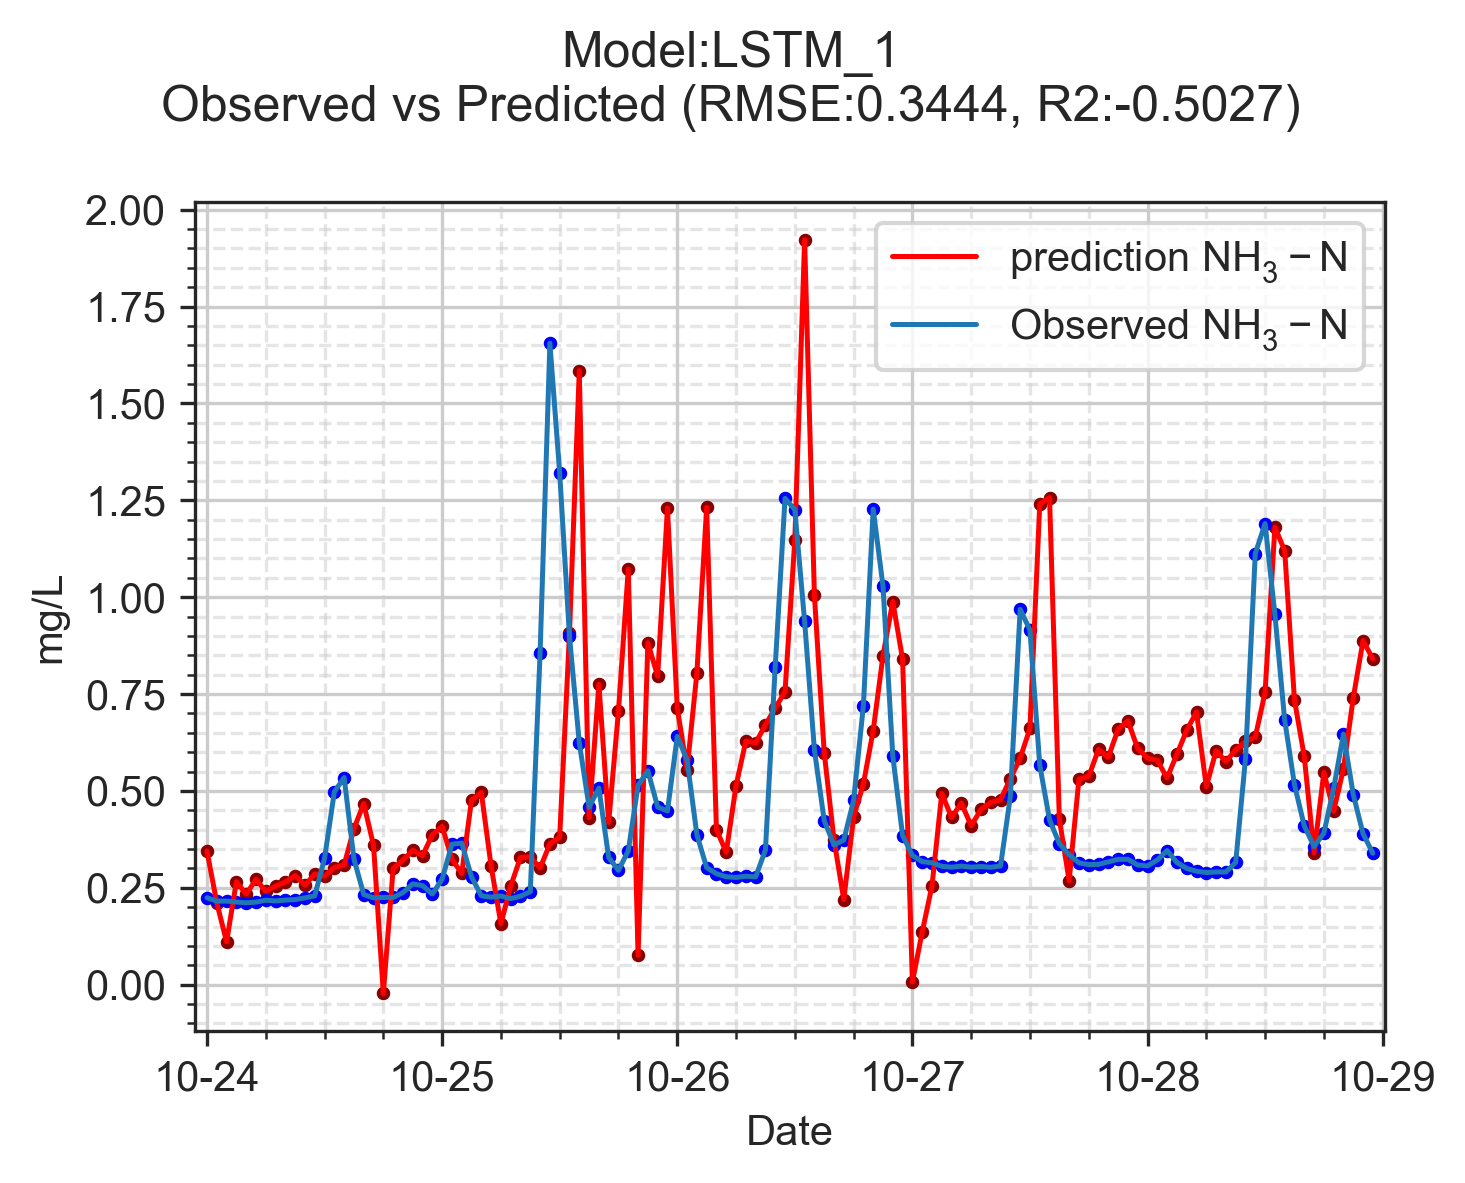 Model:LSTM_1
Observed vs Predicted (RMSE:0.3444, R2:-0.5027)
2.00
1.75
1.50
1.25
1.00
0.75
0.50
0.25
0.00
mg/L
prediction NH₃ − N
Observed NH₃ − N
10-24 10-25 10-26 10-27 10-28 10-29
Date